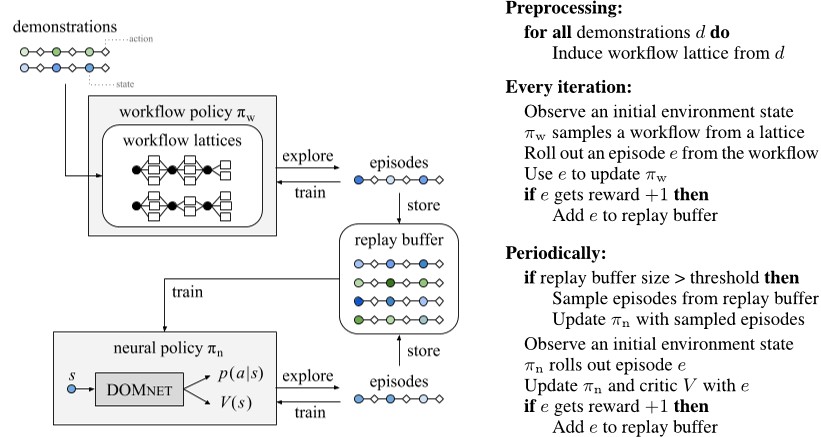 demonstrations
action
state
workflow policy πw
workflow lattices
explore
train
episodes
store
replay buffer
train
neural policy πn
s
DOMNET
p(a|s)
V(s)
explore
train
store
episodes
Preprocessing:
for all demonstrations d do
Induce workflow lattice from d
Every iteration:
Observe an initial environment state
πw samples a workflow from a lattice
Roll out an episode e from the workflow
Use e to update πw
if e gets reward +1 then
Add e to replay buffer
Periodically:
if replay buffer size > threshold then
Sample episodes from replay buffer
Update πn with sampled episodes
Observe an initial environment state
πn rolls out episode e
Update πn and critic V with e
if e gets reward +1 then
Add e to replay buffer